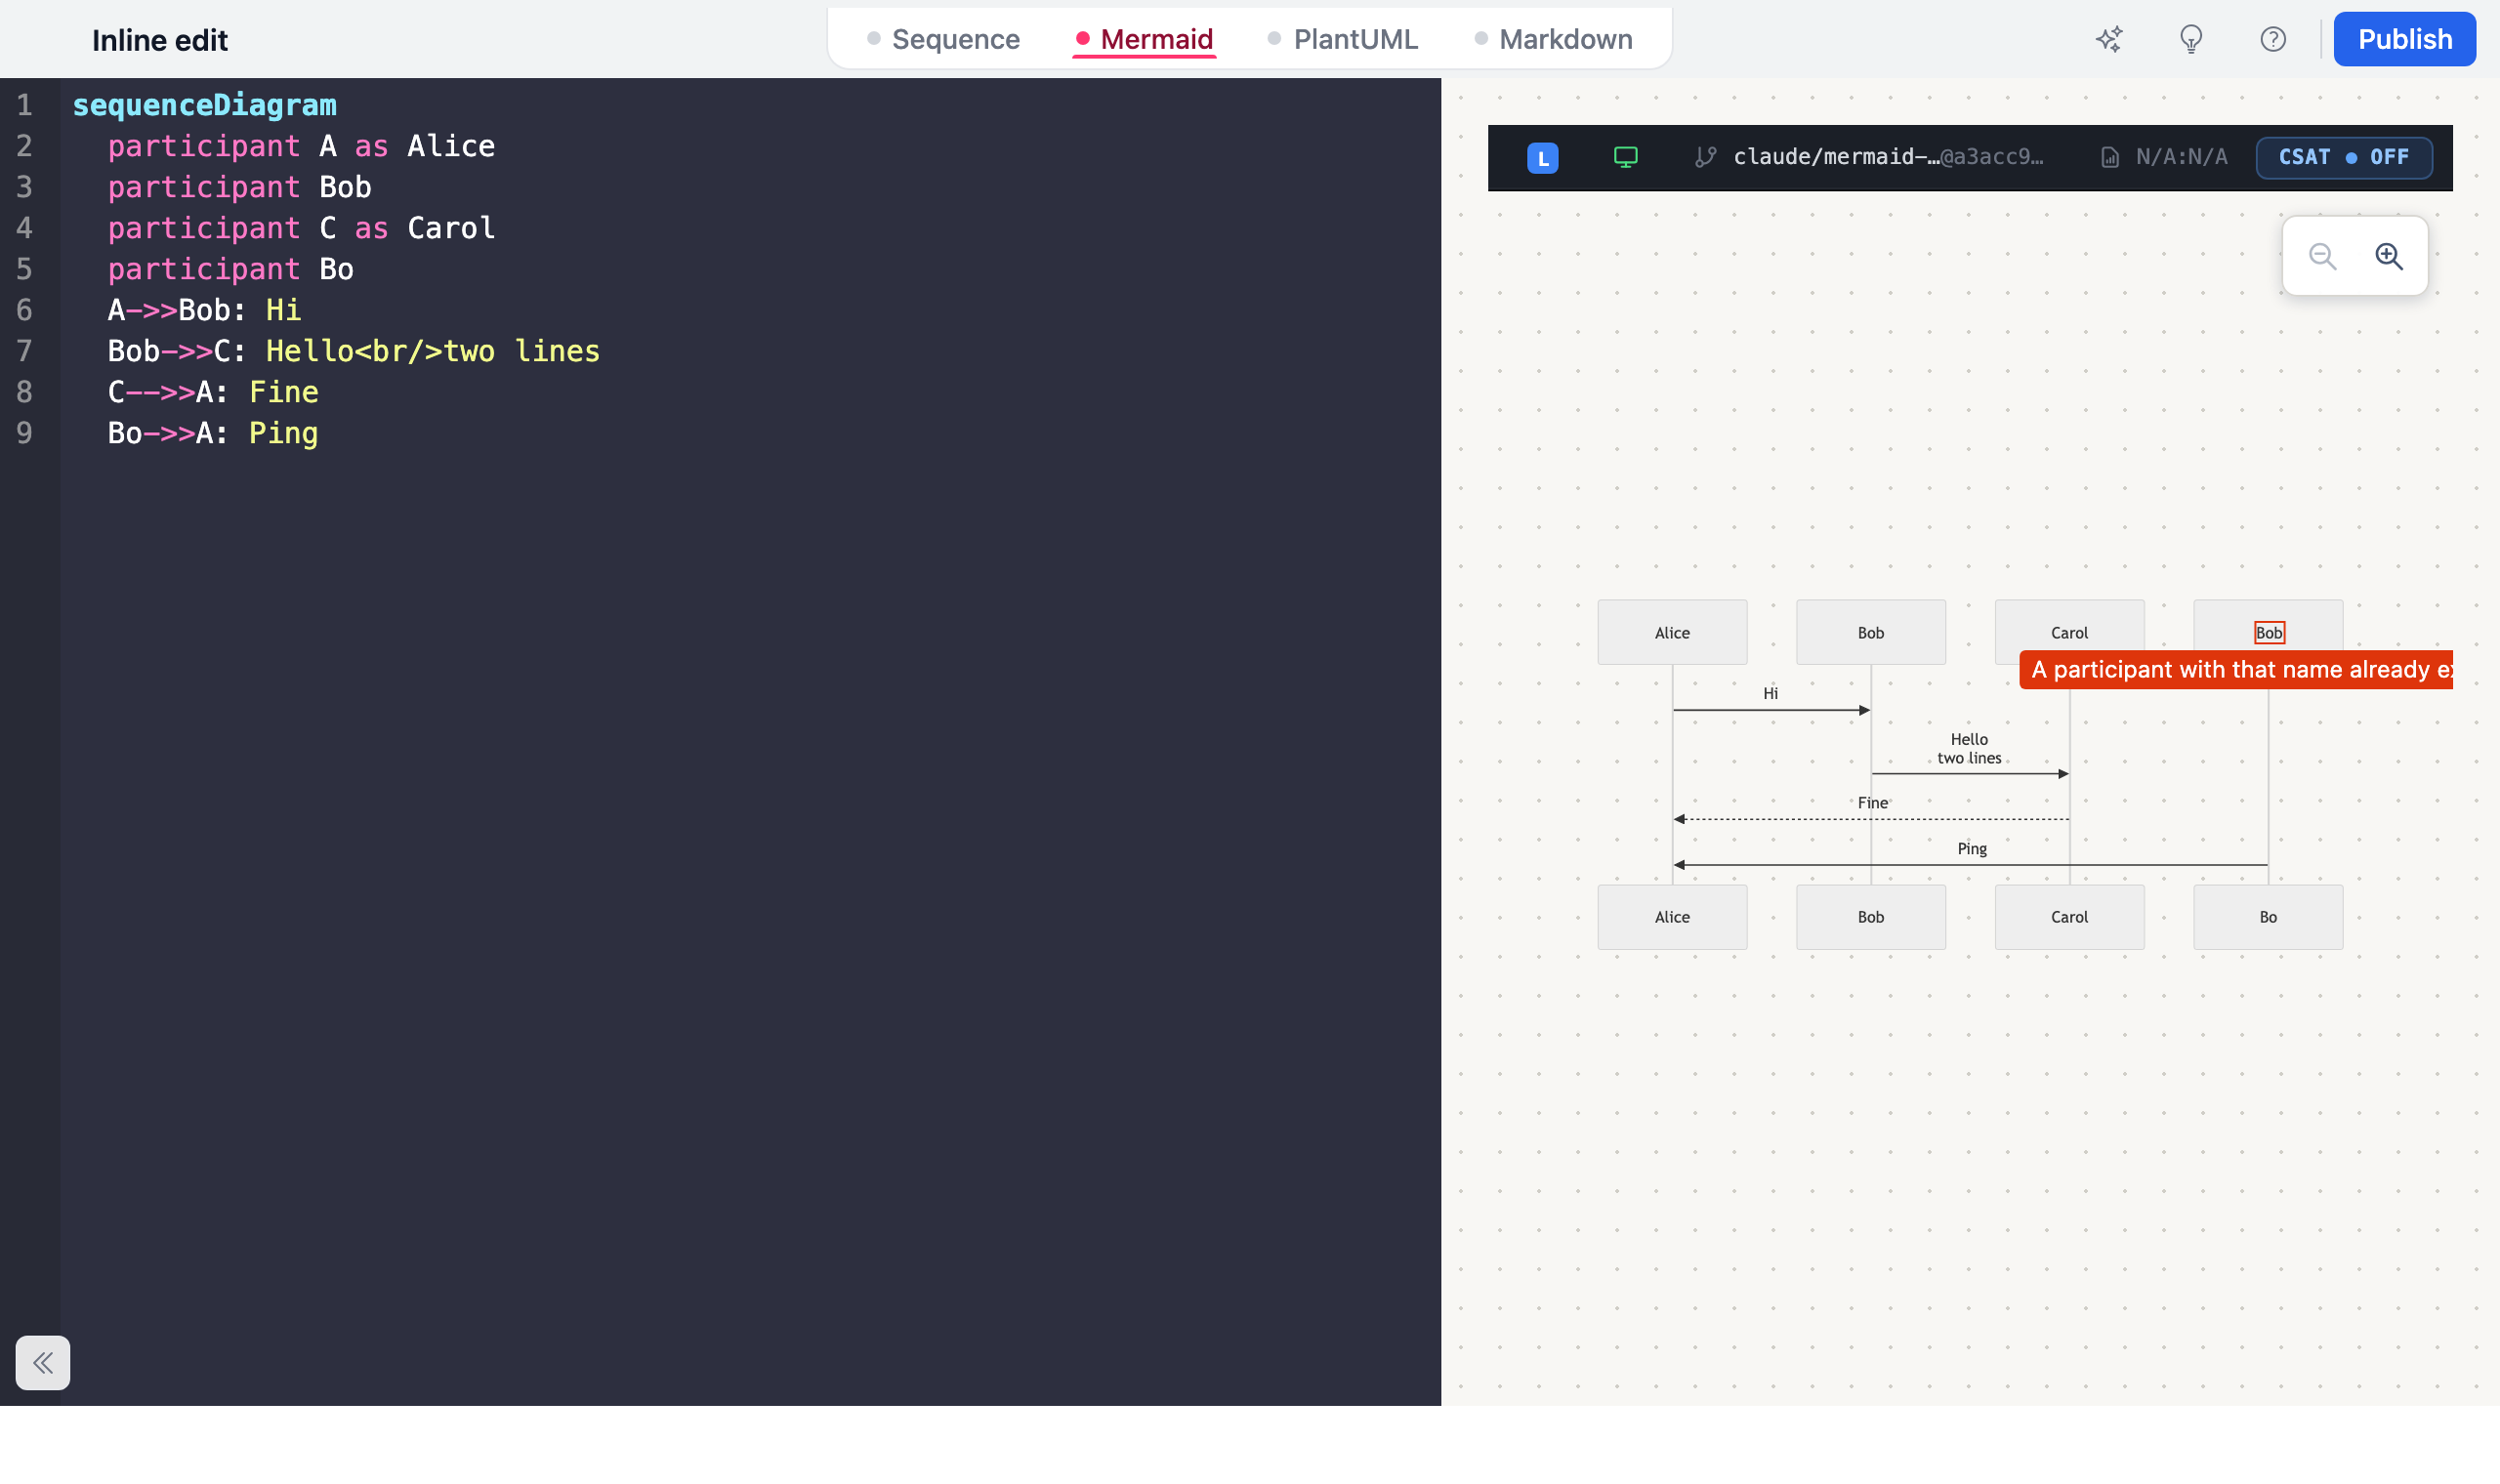 Inline edit
Sequence
Mermaid
PlantUML
Markdown
Publish
1 sequenceDiagram
2 participant A as Alice
3 participant Bob
4 participant C as Carol
5 participant Bo
6 A->>Bob: Hi
7 Bob->>C: Hello<br/>two lines
8 C-->>A: Fine
9 Bo->>A: Ping
L
claude/mermaid-…@a3acc9…
N/A:N/A
CSAT ● OFF
Alice
Bob
Carol
Bob
A participant with that name already ex
Hi
Hello
two lines
Fine
Ping
Alice
Bob
Carol
Bo